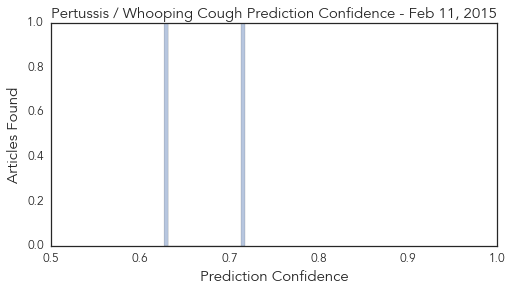 Pertussis / Whooping Cough Prediction Confidence - Feb 11, 2015
1.0
0.8
0.6
0.4
0.2
0.0
Articles Found
0.5 0.6 0.7 0.8 0.9 1.0
Prediction Confidence